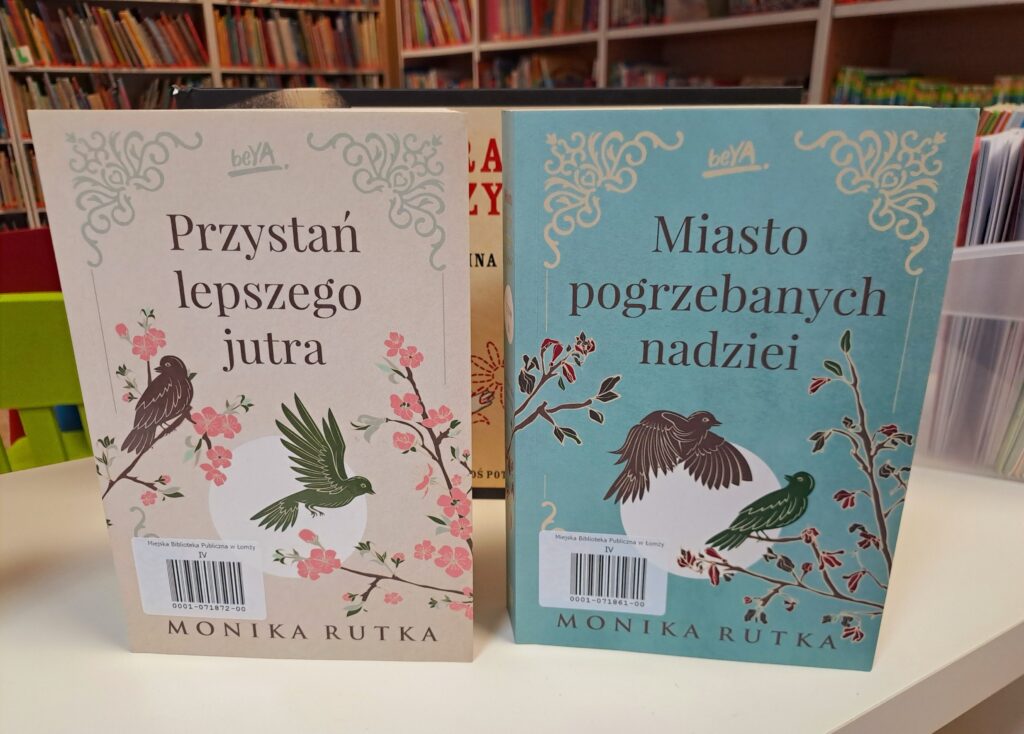 beYA.
Przystań
lepszego
jutra
Miejska Biblioteka Publiczna w Łomży
IV
0001-071872-00
MONIKA RUTKA
beYA.
Miasto
pogrzebanych
nadziei
Miejska Biblioteka Publiczna w Łomży
IV
0001-071861-00
MONIKA RUTKA